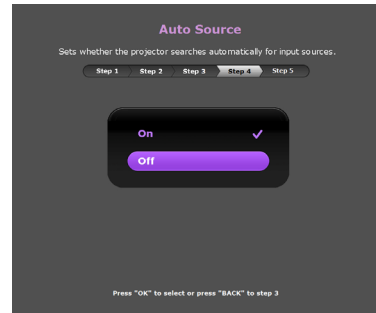 Auto Source
Sets whether the projector searches automatically for input sources.
Step 1 Step 2 Step 3 Step 4 Step 5
On
Off
Press "OK" to select or press "BACK" to step 3